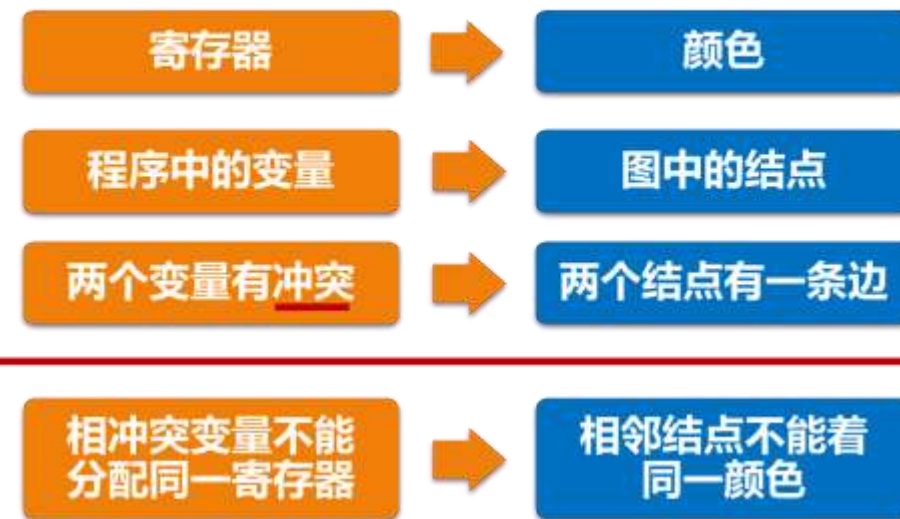 寄存器
颜色
程序中的变量
图中的结点
两个变量有冲突
两个结点有一条边
相冲突变量不能
分配同一寄存器
相邻结点不能着
同一颜色